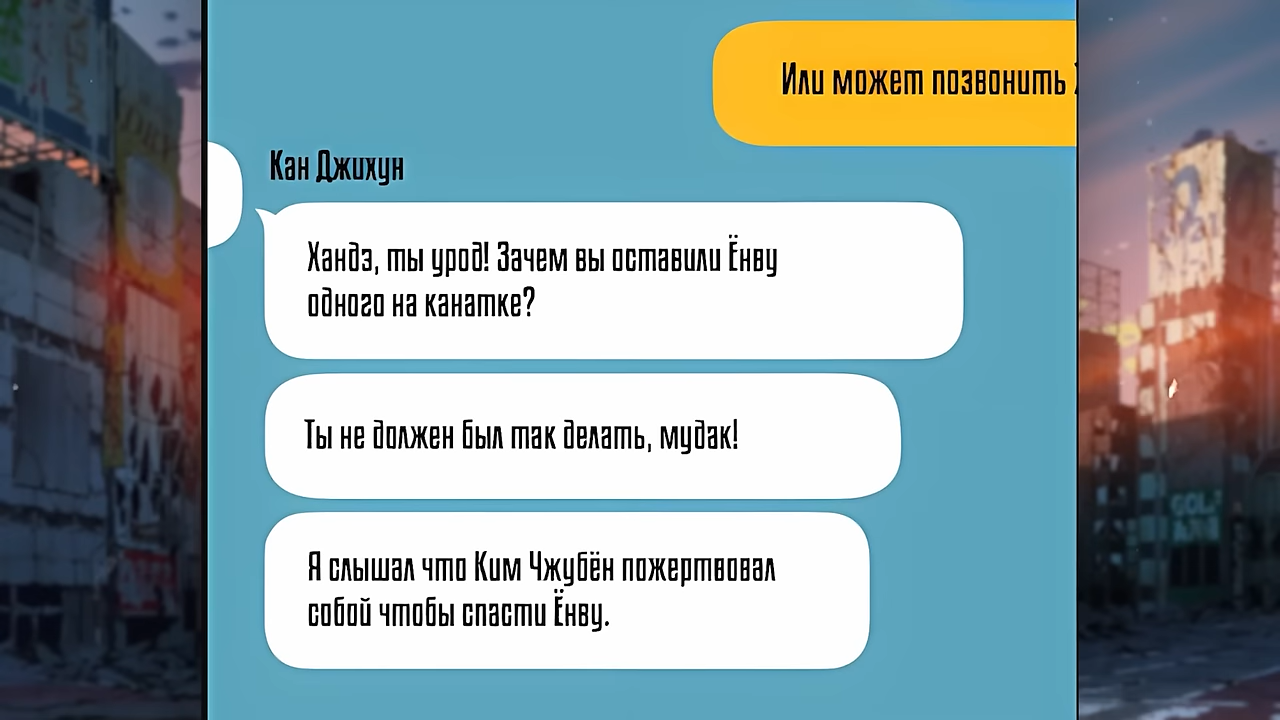 Или может позвонить
Кан Джихун
Хандэ, ты урод! Зачем вы оставили Ёнву
одного на канатке?
Ты не должен был так делать, мудак!
Я слышал что Ким Чжубён пожертвовал
собой чтобы спасти Ёнву.